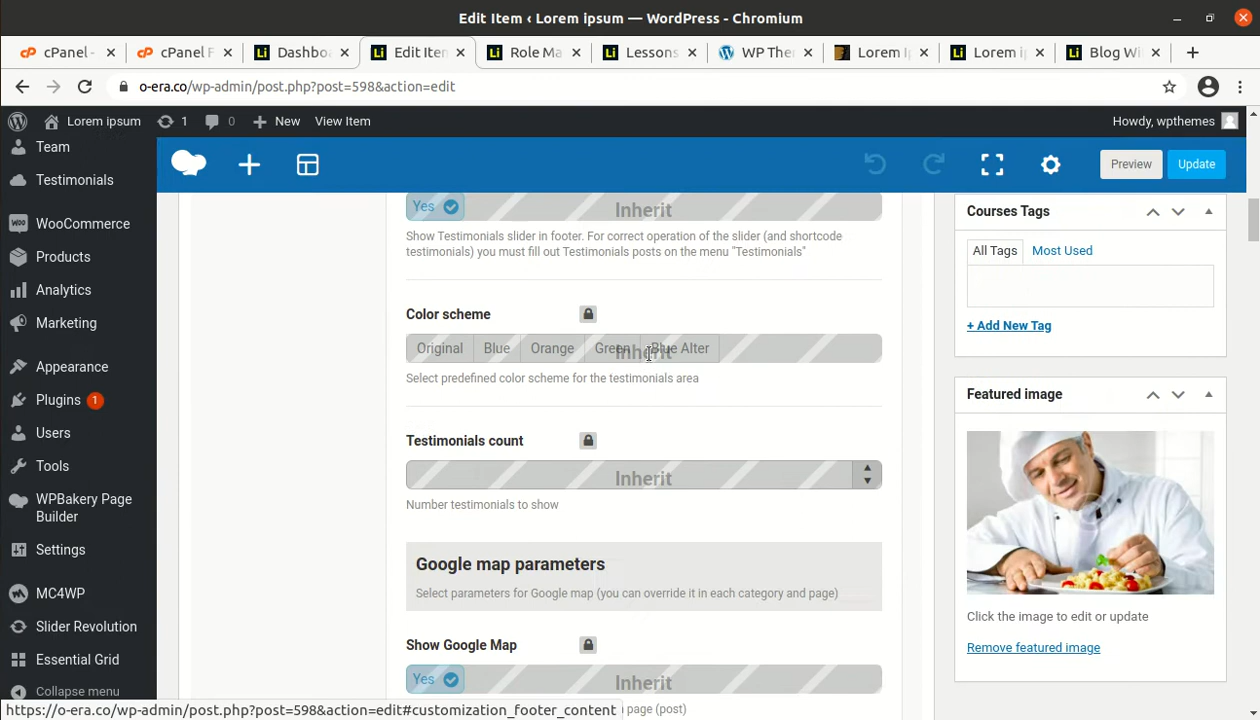 Edit Item ‹ Lorem ipsum — WordPress - Chromium
cPanel -
cPanel F
Dashbo
Edit Iten
Role Ma
Lessons
WP The
Lorem I
Lorem ip
Blog Wi
o-era.co/wp-admin/post.php?post=598&action=edit
Lorem ipsum
1
0
New
View Item
Howdy, wpthemes
Team
Testimonials
WooCommerce
Products
Analytics
Marketing
Appearance
Plugins 1
Users
Tools
WPBakery Page
Builder
Settings
MC4WP
Slider Revolution
Essential Grid
Collapse menu
Preview
Update
Yes
Inherit
Show Testimonials slider in footer. For correct operation of the slider (and shortcode
testimonials) you must fill out Testimonials posts on the menu "Testimonials"
Color scheme
Original
Blue
Orange
Green
Blue Alter
Inherit
Select predefined color scheme for the testimonials area
Testimonials count
Inherit
Number testimonials to show
Google map parameters
Select parameters for Google map (you can override it in each category and page)
Show Google Map
Yes
Inherit
page (post)
Courses Tags
All Tags
Most Used
+ Add New Tag
Featured image
Click the image to edit or update
Remove featured image
https://o-era.co/wp-admin/post.php?post=598&action=edit#customization_footer_content